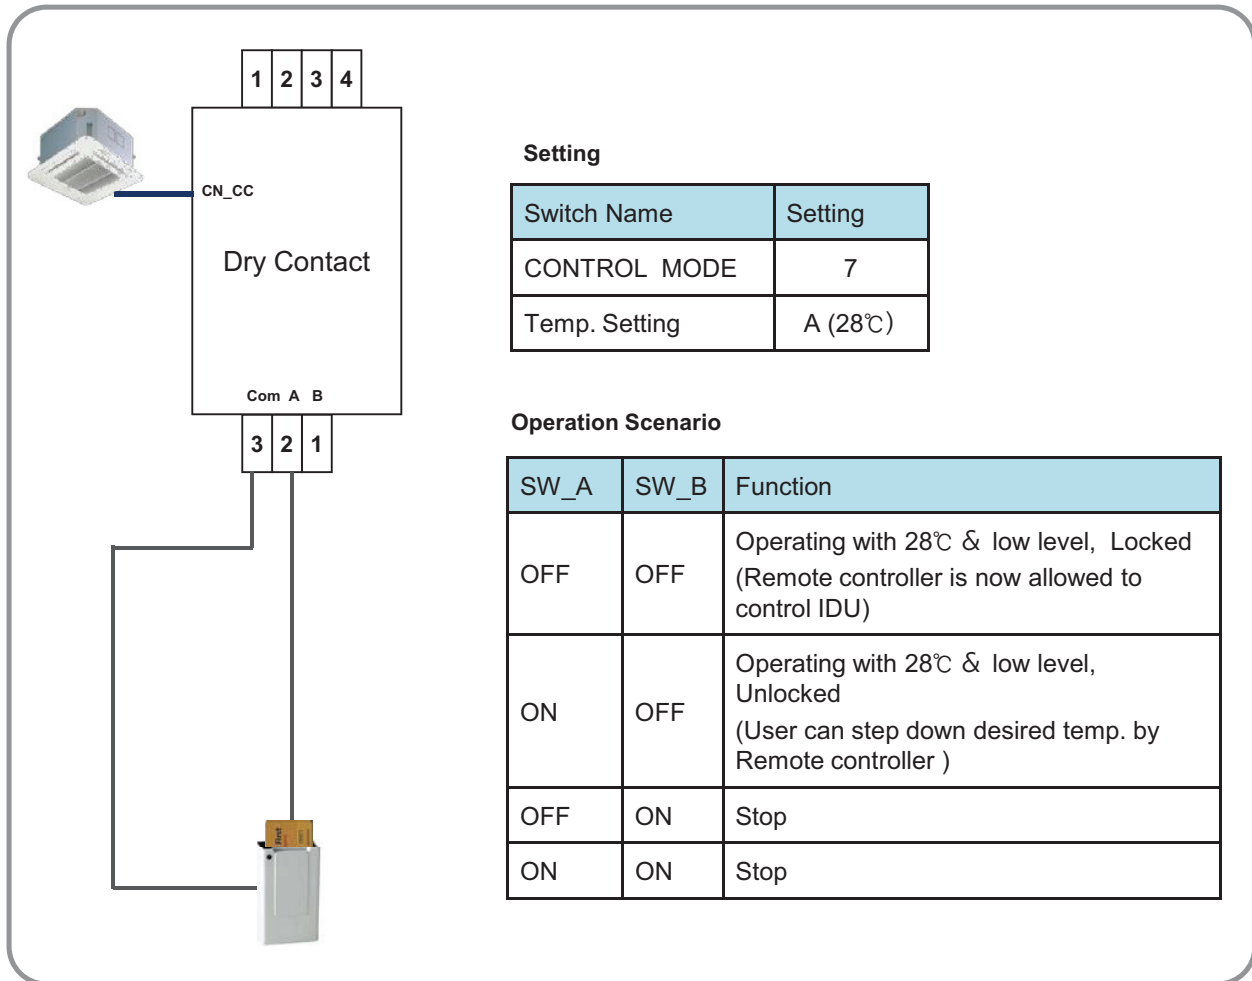 1 2 3 4
CN_CC
Dry Contact
Com A B
3 2 1
Setting
Switch Name Setting
CONTROL MODE 7
Temp. Setting A (28℃)
Operation Scenario
SW_A SW_B Function
OFF OFF Operating with 28℃ & low level, Locked
(Remote controller is now allowed to
control IDU)
ON OFF Operating with 28℃ & low level,
Unlocked
(User can step down desired temp. by
Remote controller )
OFF ON Stop
ON ON Stop
First